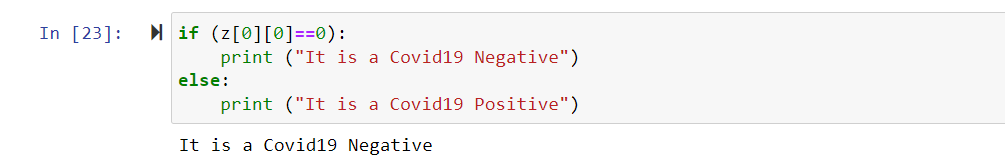 In [23]:
if (z[0][0]==0):
    print ("It is a Covid19 Negative")
else:
    print ("It is a Covid19 Positive")
It is a Covid19 Negative